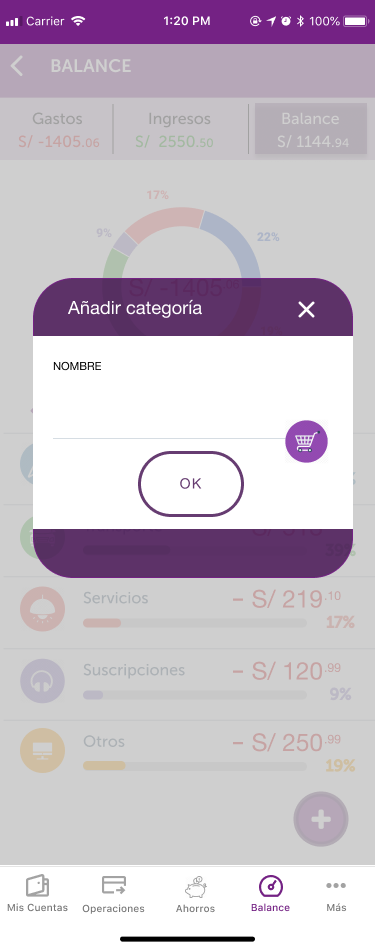 Carrier 1:20 PM 100%
BALANCE
Gastos Ingresos Balance
S/ -1405.06 S/ 2550.50 S/ 1144.94
17%
9% 22%
S/ -1405
Añadir categoría
NOMBRE
OK
39%
Servicios - S/ 219.10
17%
Suscripciones - S/ 120.99
9%
Otros - S/ 250.99
19%
Mis Cuentas Operaciones Ahorros Balance Más